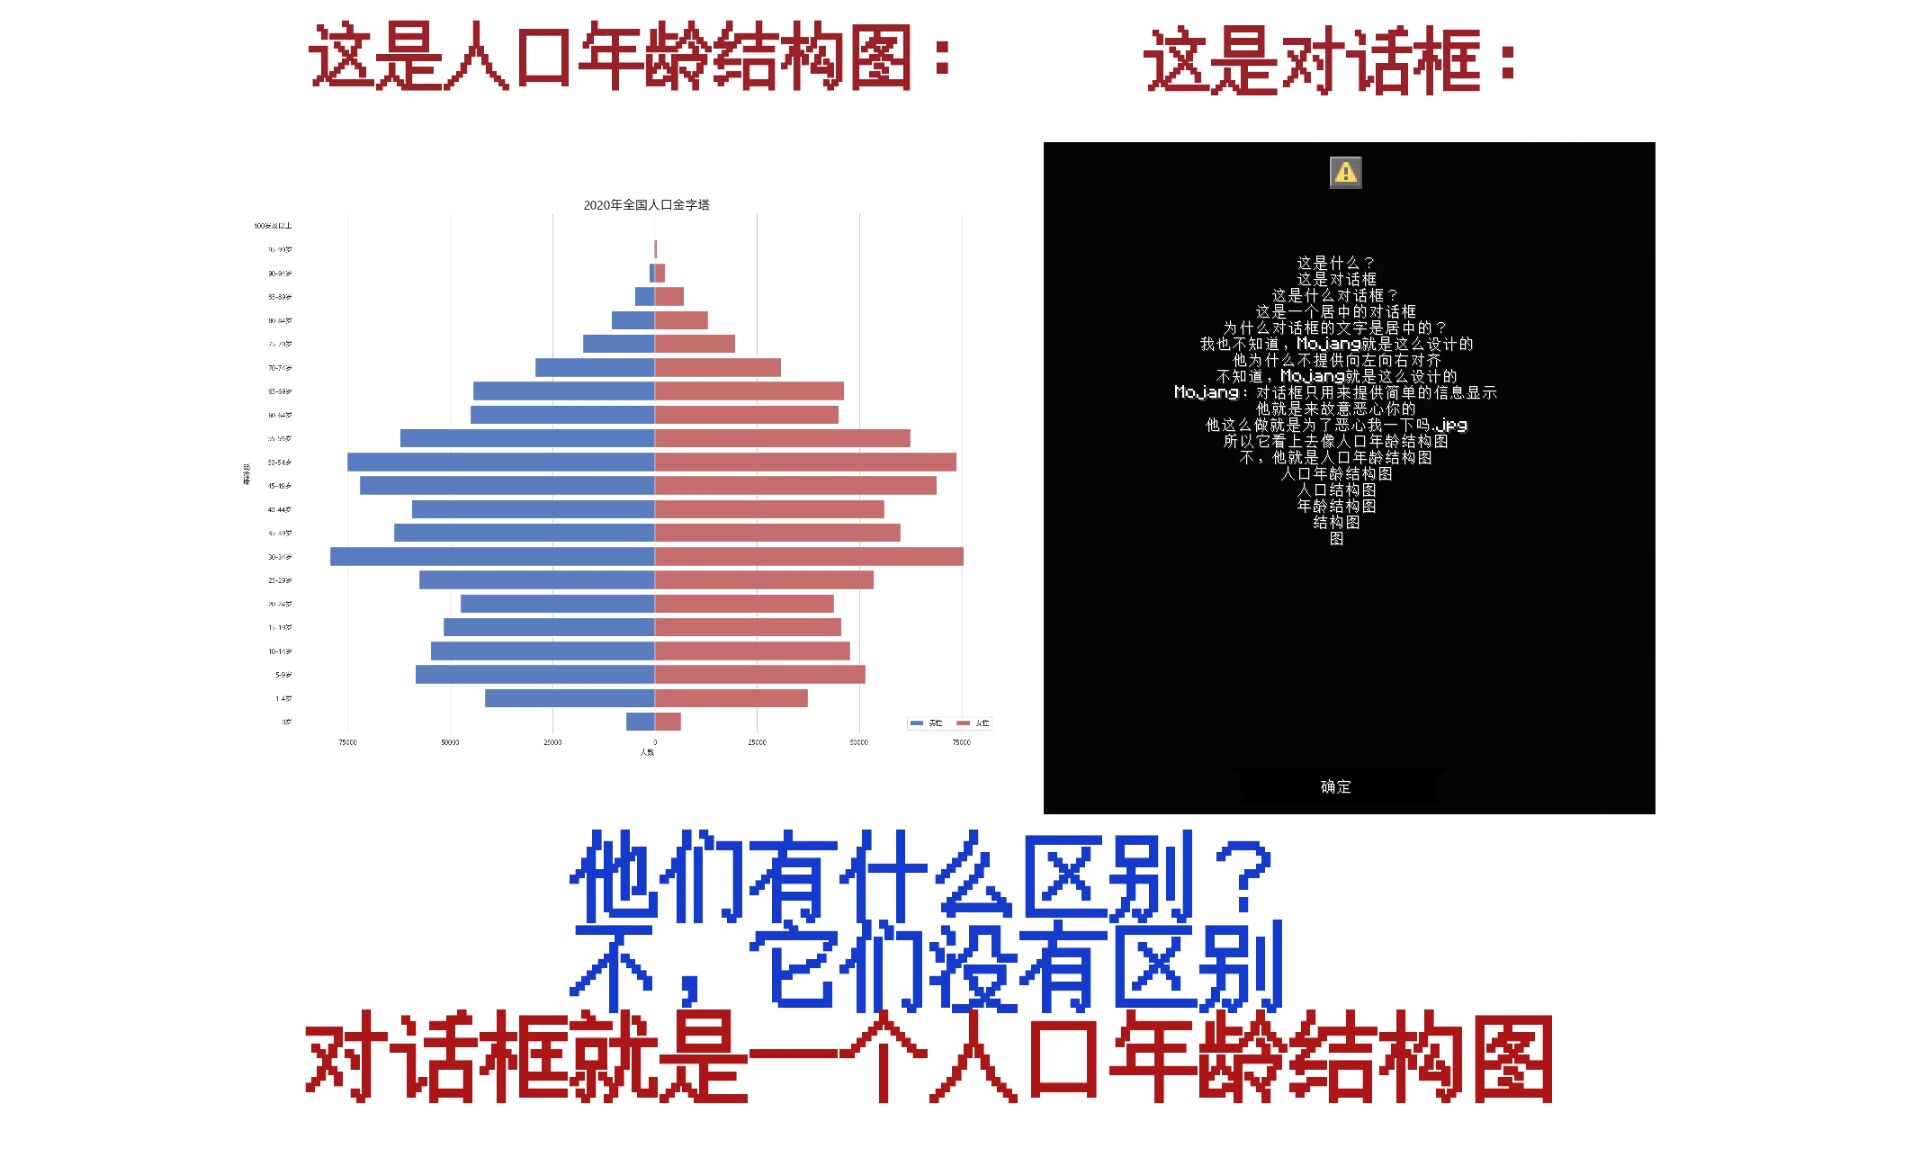 这是人口年龄结构图：
这是对话框：
2020年全国人口金字塔
100岁及以上
95-99岁
90-94岁
85-89岁
80-84岁
75-79岁
70-74岁
65-69岁
60-64岁
55-59岁
50-54岁
45-49岁
40-44岁
35-39岁
30-34岁
25-29岁
20-24岁
15-19岁
10-14岁
5-9岁
1-4岁
0岁
年龄段
75000 50000 25000 0 25000 50000 75000
人数
男性 女性
这是什么？
这是对话框
这是什么对话框？
这是一个居中的对话框
为什么对话框的文字是居中的？
我也不知道，Mojang就是这么设计的
他为什么不提供向左向右对齐
不知道，Mojang就是这么设计的
Mojang：对话框只用来提供简单的信息显示
他就是来故意恶心你的
他这么做就是为了恶心我一下吗.jpg
所以它看上去像人口年龄结构图
不，他就是人口年龄结构图
人口年龄结构图
人口结构图
年龄结构图
结构图
图
确定
他们有什么区别？
不，它们没有区别
对话框就是一个人口年龄结构图